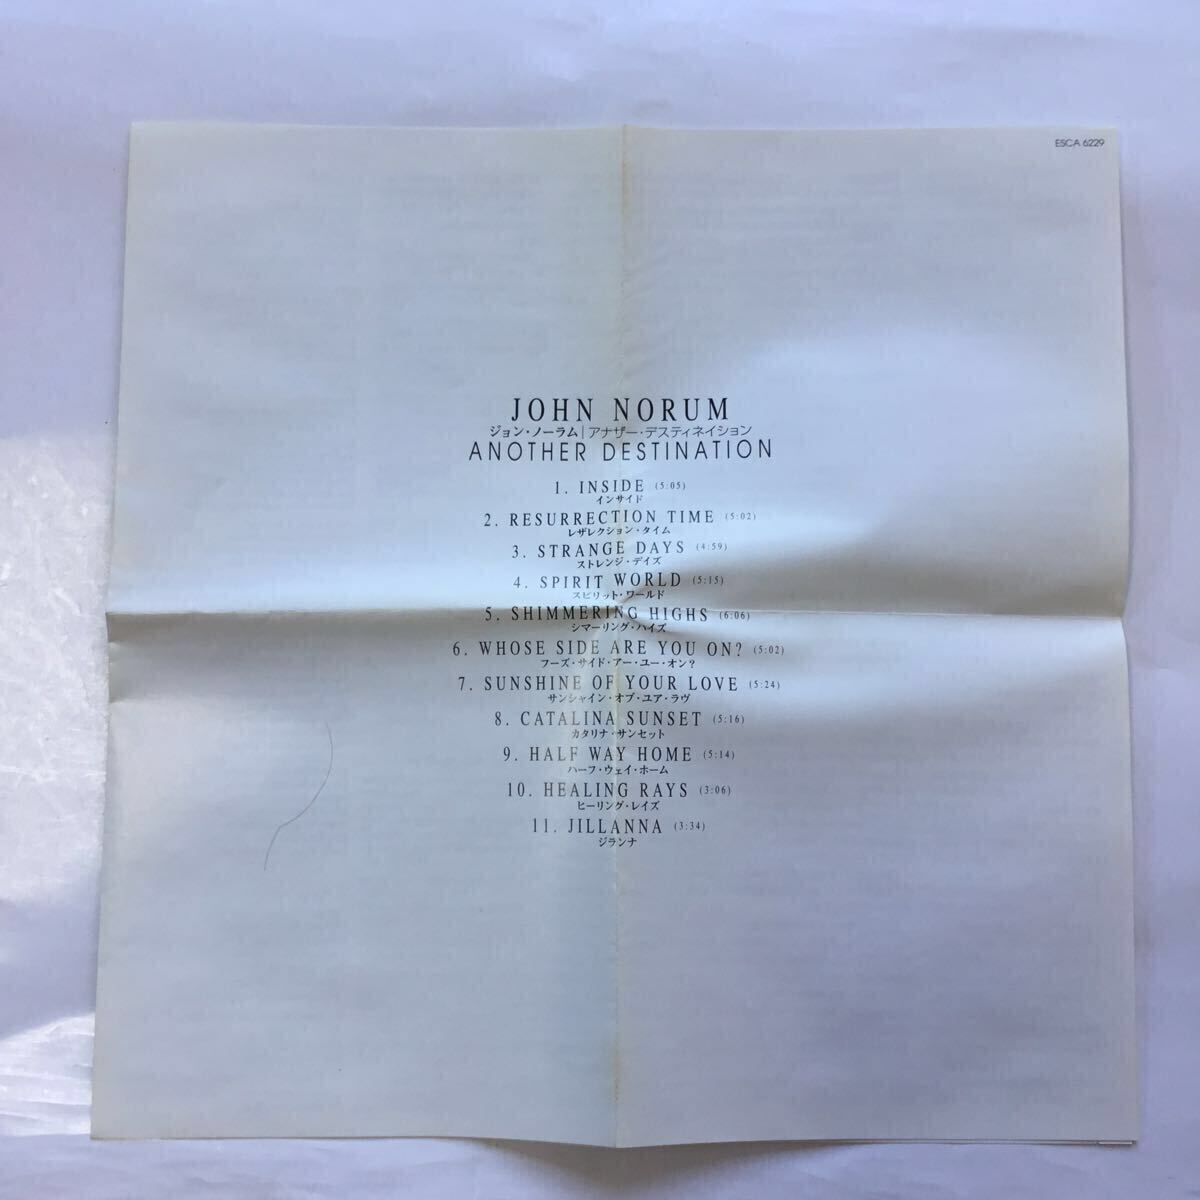 ESCA 6229
JOHN NORUM
ジョン・ノーラム|アナザー・デスティネイション
ANOTHER DESTINATION
1. INSIDE (5:05)
インサイド
2. RESURRECTION TIME (5:02)
レザレクション・タイム
3. STRANGE DAYS (4:59)
ストレンジ・デイズ
4. SPIRIT WORLD (5:15)
スピリット・ワールド
5. SHIMMERING HIGHS (6:06)
シマーリング・ハイズ
6. WHOSE SIDE ARE YOU ON? (5:02)
フーズ・サイド・アー・ユー・オン?
7. SUNSHINE OF YOUR LOVE (5:24)
サンシャイン・オブ・ユア・ラヴ
8. CATALINA SUNSET (5:16)
カタリナ・サンセット
9. HALF WAY HOME (5:14)
ハーフ・ウェイ・ホーム
10. HEALING RAYS (3:06)
ヒーリング・レイズ
11. JILLANNA (3:34)
ジランナ